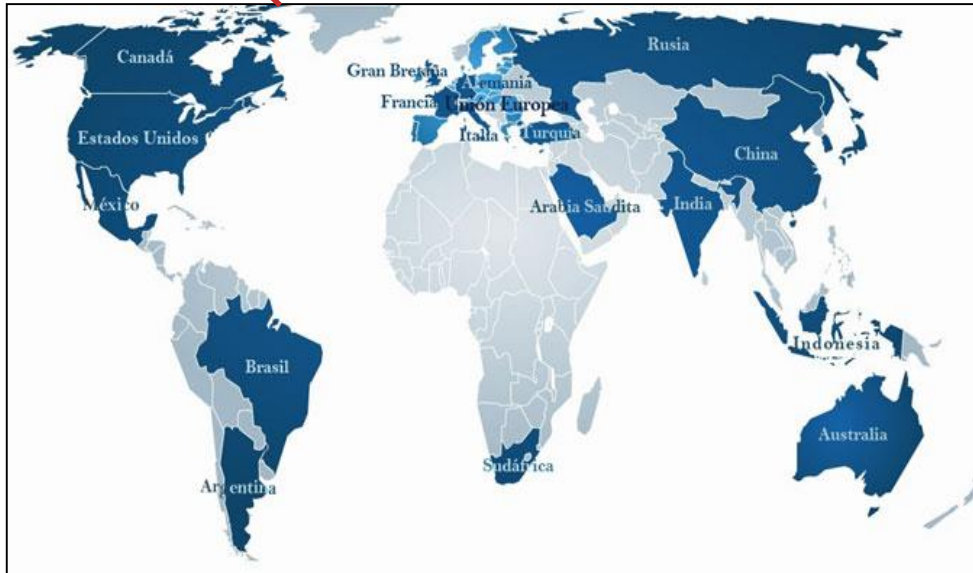 Canadá
Rusia
Gran Bretaña
Alemania
Francia
Unión Europea
Estados Unidos
Italia
Turquía
China
México
Arabia Saudita
India
Indonesia
Brasil
Australia
Sudáfrica
Argentina